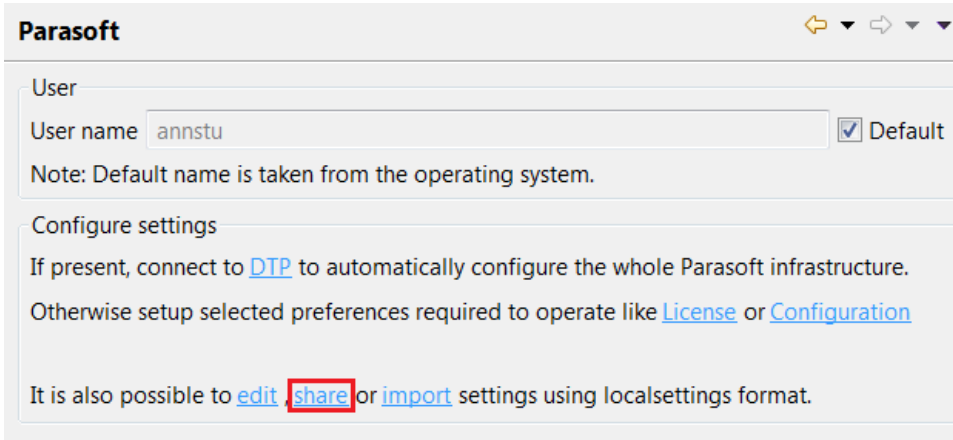 Parasoft
User
User name annstu Default
Note: Default name is taken from the operating system.
Configure settings
If present, connect to DTP to automatically configure the whole Parasoft infrastructure.
Otherwise setup selected preferences required to operate like License or Configuration
It is also possible to edit , share or import settings using localsettings format.